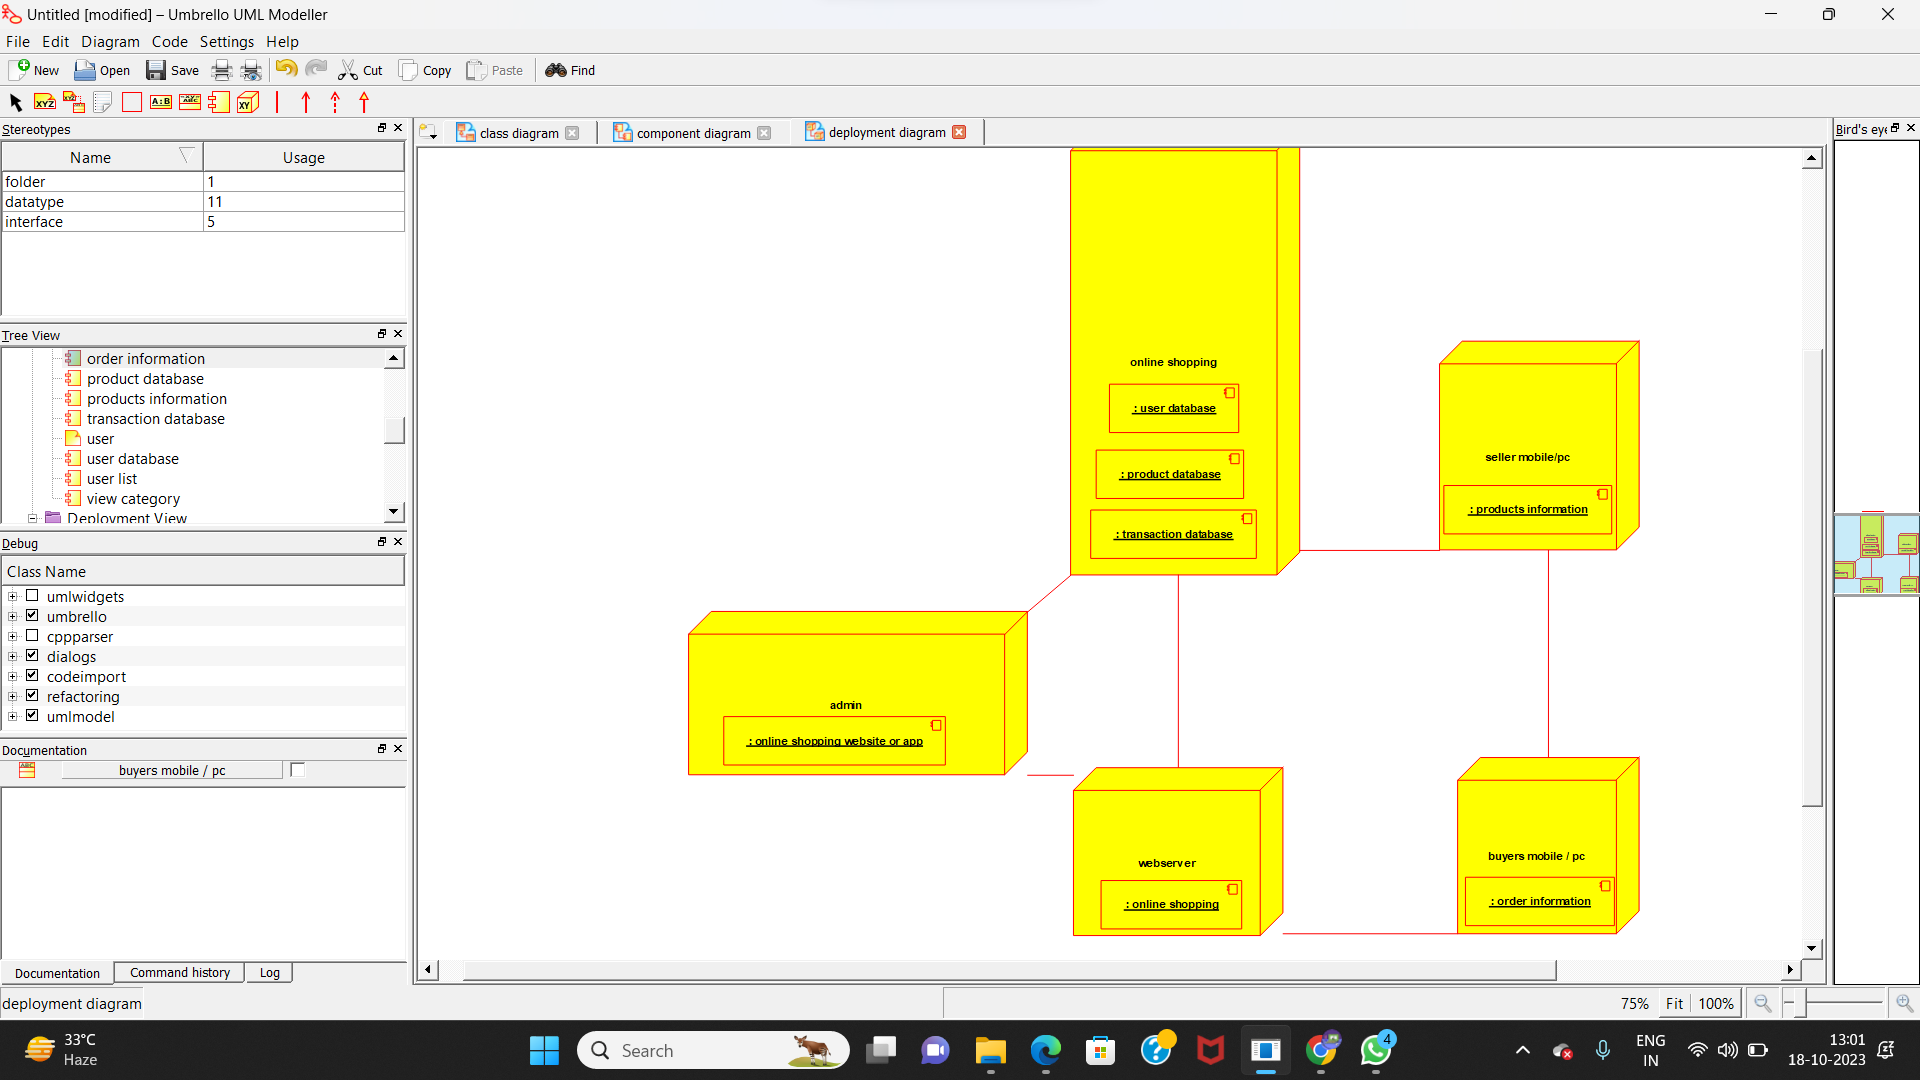 Untitled [modified] – Umbrello UML Modeller
File Edit Diagram Code Settings Help
New Open Save Cut Copy Paste Find
XYZ XYZ A:B ABC XY
Stereotypes
Name Usage
folder 1
datatype 11
interface 5
Tree View
order information
product database
products information
transaction database
user
user database
user list
view category
Deployment View
Debug
Class Name
umlwidgets
umbrello
cppparser
dialogs
codeimport
refactoring
umlmodel
Documentation
buyers mobile / pc
Documentation Command history Log
deployment diagram
class diagram component diagram deployment diagram
online shopping
: user database
: product database
: transaction database
seller mobile/pc
: products information
admin
: online shopping website or app
webserver
: online shopping
buyers mobile / pc
: order information
Bird's eye
75% Fit 100%
33°C
Haze
Search
4
ENG
IN
13:01
18-10-2023